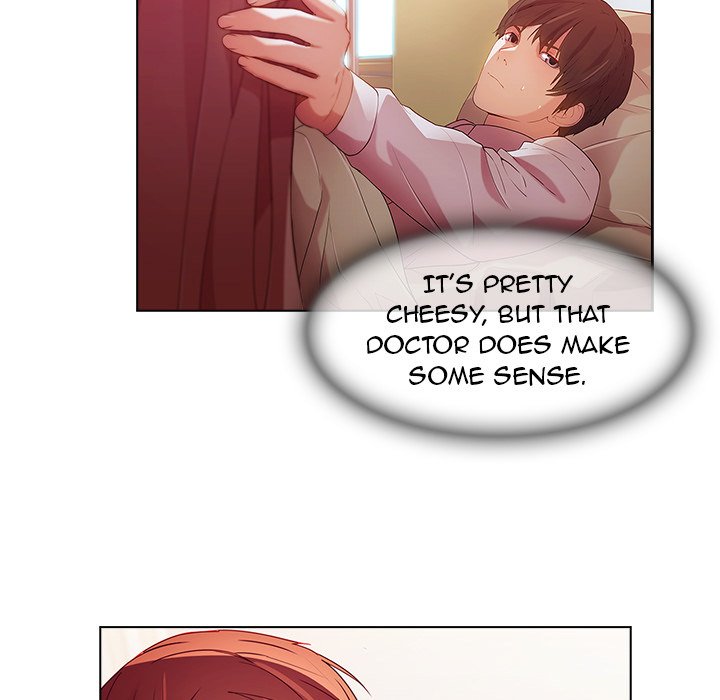 IT'S PRETTY
CHEESY, BUT THAT
DOCTOR DOES MAKE
SOME SENSE.